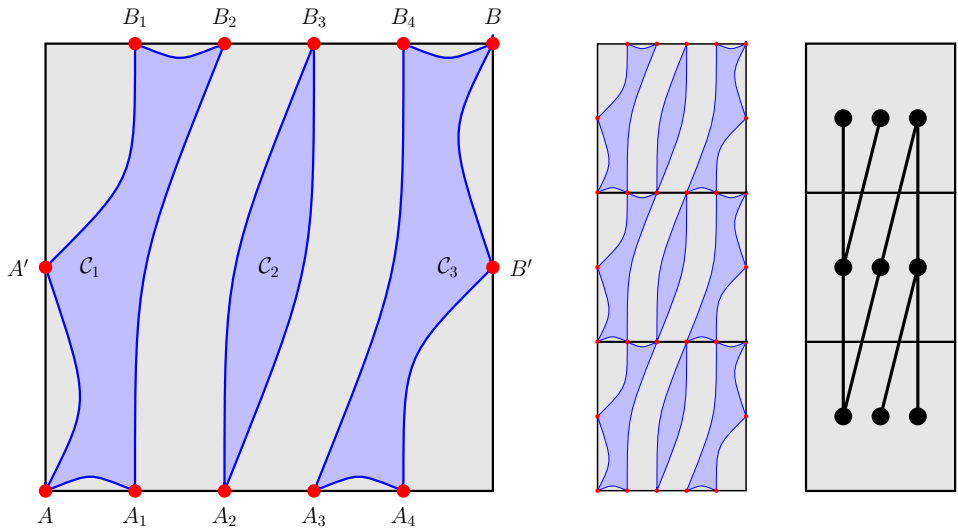 B₁ B₂ B₃ B₄ B
A′ 𝒞₁ 𝒞₂ 𝒞₃ B′
A A₁ A₂ A₃ A₄